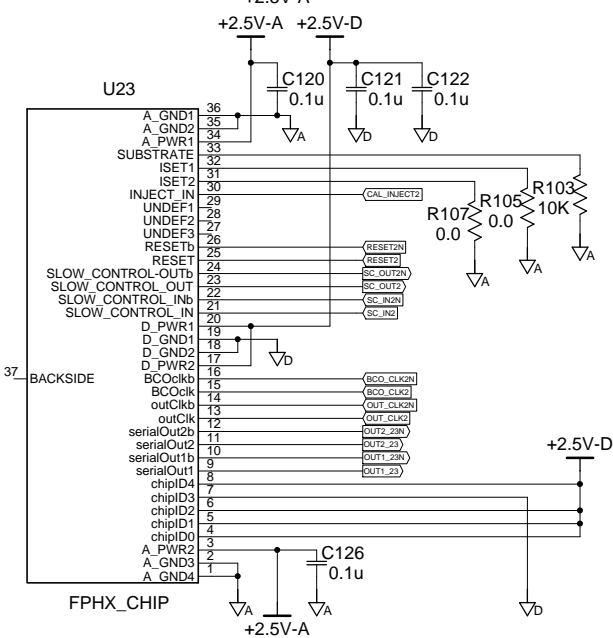 +2.5V-A
+2.5V-A +2.5V-D
U23
C120
0.1u
C121
0.1u
C122
0.1u
A
D
D
A_GND1 36
A_GND2 35
A_PWR1 34
SUBSTRATE 33
ISET1 32
ISET2 31
INJECT_IN 30 CAL_INJECT2
UNDEF1 29
UNDEF2 28
UNDEF3 27
RESETb 26 RESET2N
RESET 25 RESET2
SLOW_CONTROL-OUTb 24 SC_OUT2N
SLOW_CONTROL_OUT 23 SC_OUT2
SLOW_CONTROL_INb 22 SC_IN2N
SLOW_CONTROL_IN 21 SC_IN2
R107
0.0
R105
0.0
R103
10K
A
A
A
D_PWR1 20
D_GND1 19
D_GND2 18
D_PWR2 17
D
37 BACKSIDE
BCOclkb 16 BCO_CLK2N
BCOclk 15 BCO_CLK2
outClkb 14 OUT_CLK2N
outClk 13 OUT_CLK2
serialOut2b 12 OUT2_23N
serialOut2 11 OUT2_23
serialOut1b 10 OUT1_23N
serialOut1 9 OUT1_23
+2.5V-D
chipID4 8
chipID3 7
chipID2 6
chipID1 5
chipID0 4
A_PWR2 3
A_GND3 2
A_GND4 1
C126
0.1u
FPHX_CHIP
A
A
D
+2.5V-A